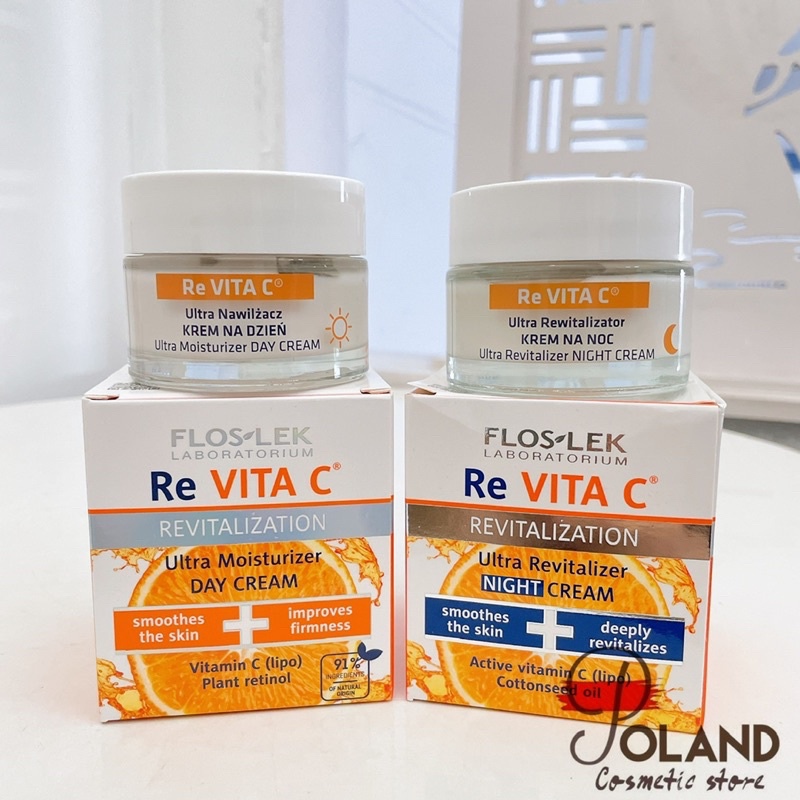 Re VITA C®
Ultra Nawilżacz
KREM NA DZIEŃ
Ultra Moisturizer DAY CREAM
Re VITA C®
Ultra Rewitalizator
KREM NA NOC
Ultra Revitalizer NIGHT CREAM
FLOS-LEK
LABORATORIUM
Re VITA C®
REVITALIZATION
Ultra Moisturizer
DAY CREAM
smoothes
the skin
+
improves
firmness
Vitamin C (lipo)
Plant retinol
91%
INGREDIENTS
OF NATURAL
ORIGIN
FLOS-LEK
LABORATORIUM
Re VITA C®
REVITALIZATION
Ultra Revitalizer
NIGHT CREAM
smoothes
the skin
+
deeply
revitalizes
Active vitamin C (lipo)
Cottonseed oil
POLAND
Cosmetic store